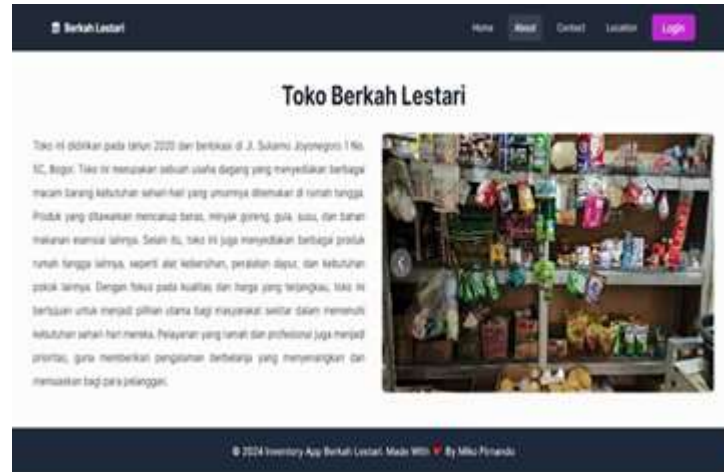 Berkah Lestari
Home About Contact Location Login
Toko Berkah Lestari
Toko ini didirikan pada tahun 2020 dan berlokasi di Jl. Sukarno Joyonegoro 1 No.
5C, Bogor. Toko ini merupakan sebuah usaha dagang yang menyediakan berbagai
macam barang kebutuhan sehari-hari yang umumnya ditemukan di rumah tangga.
Produk yang ditawarkan mencakup beras, minyak goreng, gula, susu, dan bahan
makanan esensial lainnya. Selain itu, toko ini juga menyediakan berbagai produk
rumah tangga lainnya, seperti alat kebersihan, peralatan dapur, dan kebutuhan
pokok lainnya. Dengan fokus pada kualitas dan harga yang terjangkau, toko ini
bertujuan untuk menjadi pilihan utama bagi masyarakat sekitar dalam memenuhi
kebutuhan sehari-hari mereka. Pelayanan yang ramah dan profesional juga menjadi
prioritas, guna memberikan pengalaman berbelanja yang menyenangkan dan
memuaskan bagi para pelanggan.
© 2024 Inventory App Berkah Lestari. Made With ❤ By Miko